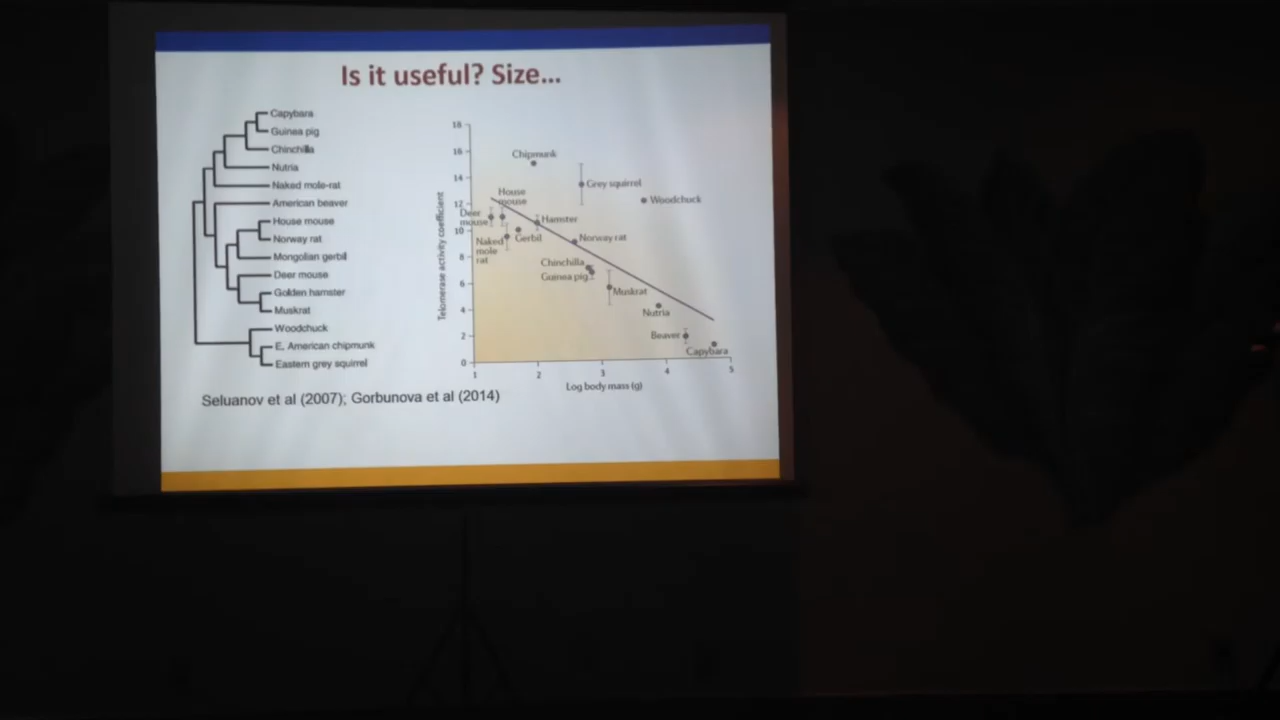 Is it useful? Size...
Capybara
Guinea pig
Chinchilla
Nutria
Naked mole-rat
American beaver
House mouse
Norway rat
Mongolian gerbil
Deer mouse
Golden hamster
Muskrat
Woodchuck
E. American chipmunk
Eastern grey squirrel
Telomerase activity coefficient
18
16
14
12
10
8
6
4
2
0
Chipmunk
Grey squirrel
House
mouse
Woodchuck
Deer
mouse
Hamster
Naked
mole
rat
Gerbil
Norway rat
Chinchilla
Guinea pig
Muskrat
Nutria
Beaver
Capybara
1
2
3
4
5
Log body mass (g)
Seluanov et al (2007); Gorbunova et al (2014)